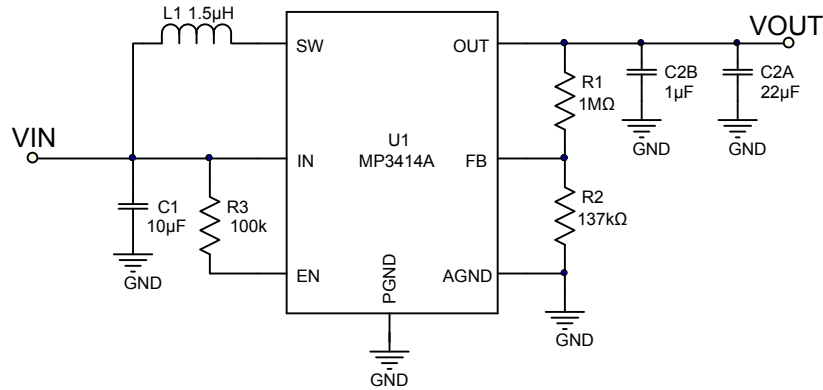 L1 1.5µH
VOUT
SW
OUT
R1
1MΩ
C2B
1µF
C2A
22µF
GND
GND
VIN
U1
MP3414A
IN
FB
C1
10µF
R3
100k
R2
137kΩ
GND
EN
PGND
AGND
GND
GND